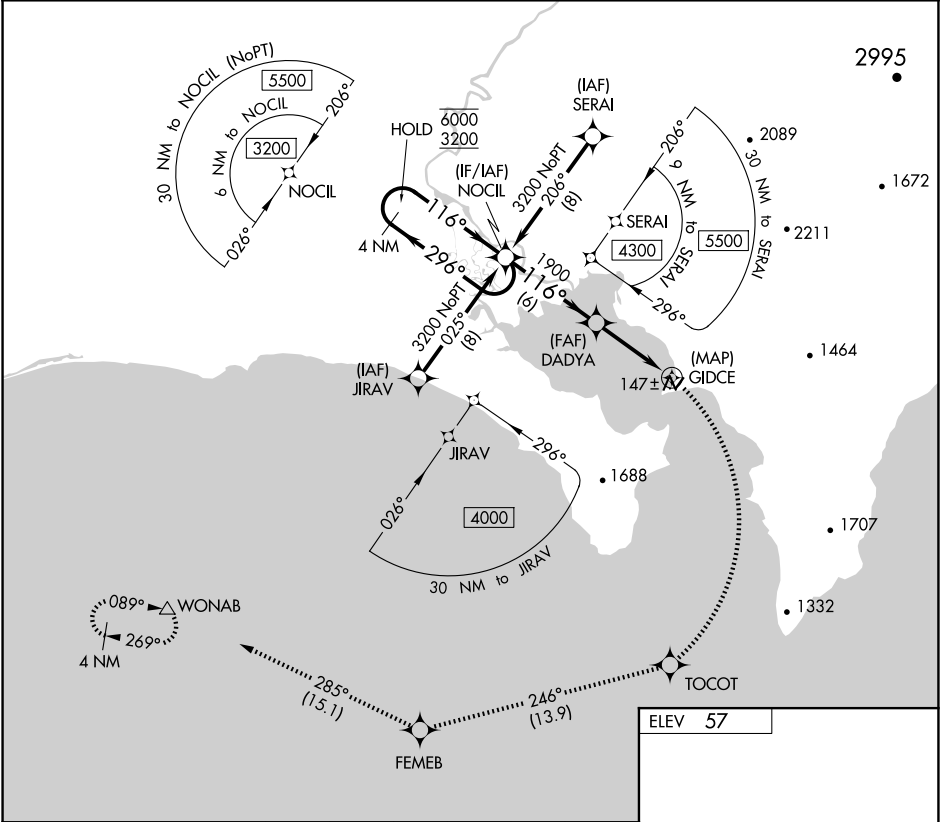 30 NM to NOCIL (NoPT)
5500
6 NM to NOCIL
3200
206°
026°
NOCIL
HOLD
6000
3200
(IAF)
SERAI
(IF/IAF)
NOCIL
3200 NoPT
206°
(8)
116°
4 NM
296°
1900
116°
(6)
3200 NoPT
025°
(8)
(IAF)
JIRAV
(FAF)
DADYA
(MAP)
GIDCE
147±
206°
9 NM to SERAI
SERAI
4300
5500
30 NM to SERAI
296°
2995
2089
1672
2211
1464
1688
1707
1332
JIRAV
026°
296°
4000
30 NM to JIRAV
089°
WONAB
269°
4 NM
285°
(15.1)
246°
(13.9)
TOCOT
FEMEB
ELEV 57